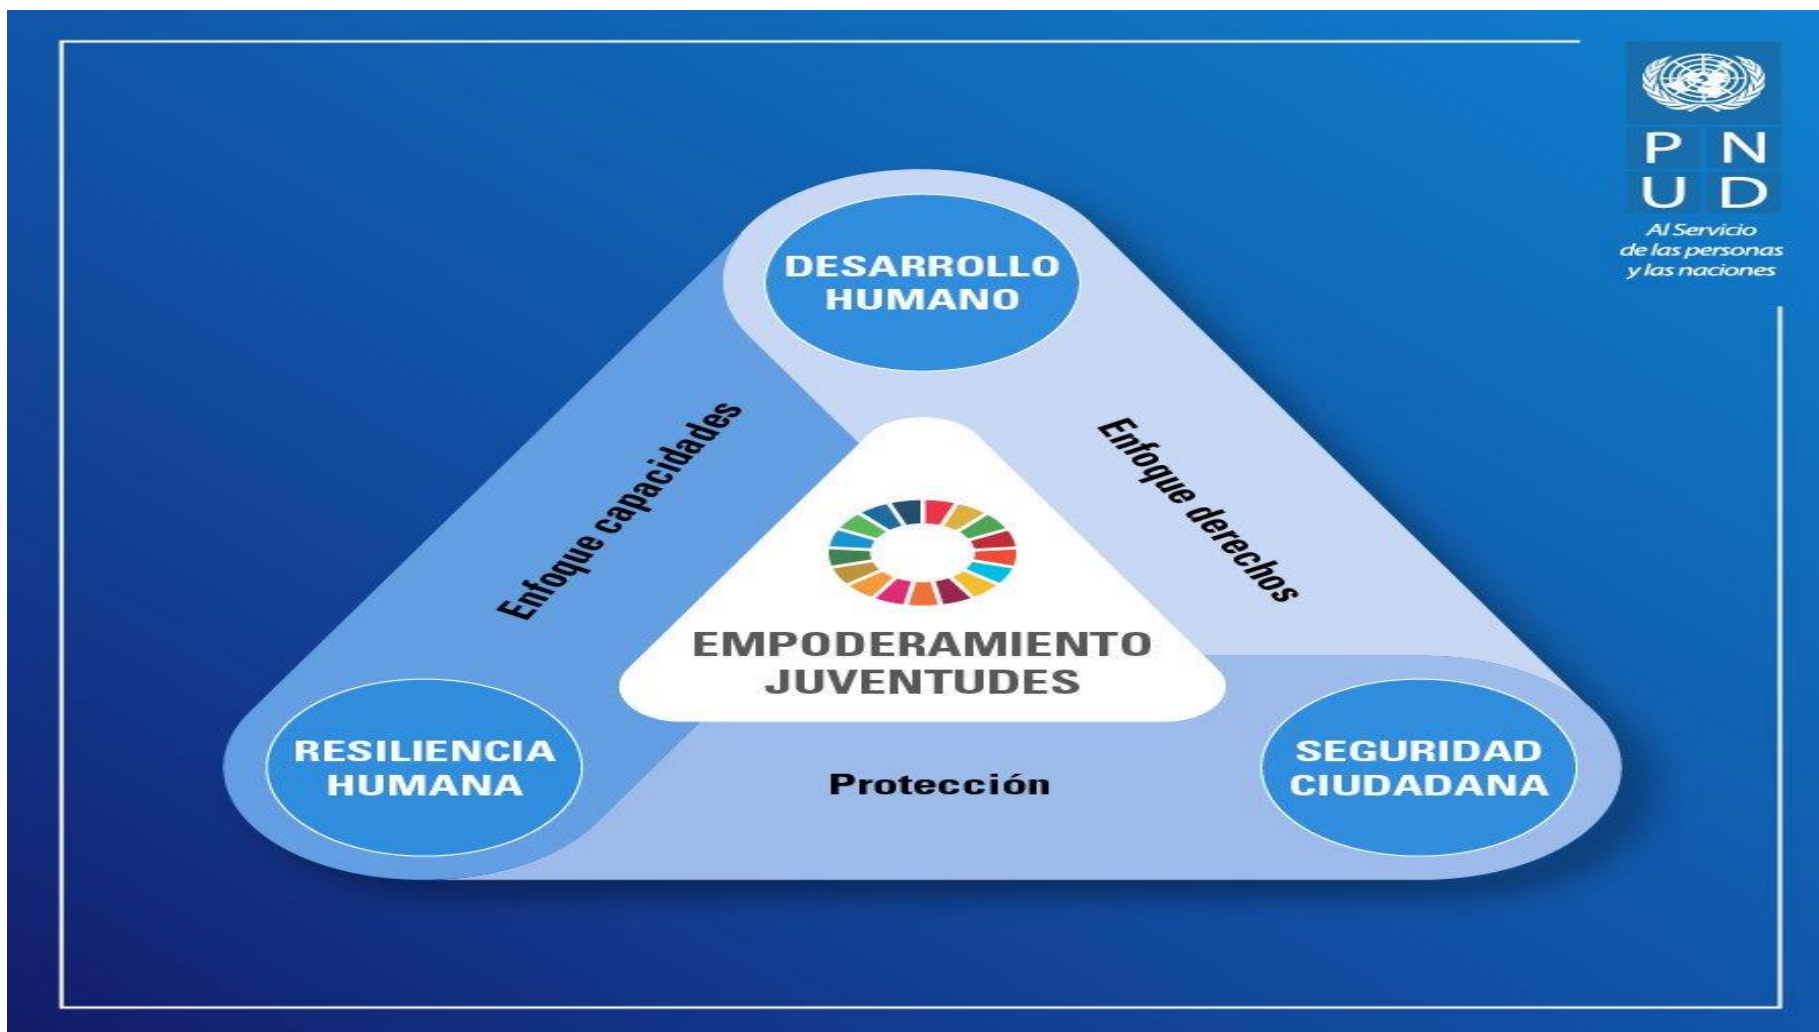 P N
U D
Al Servicio
de las personas
y las naciones
DESARROLLO
HUMANO
Enfoque capacidades
Enfoque derechos
EMPODERAMIENTO
JUVENTUDES
RESILIENCIA
HUMANA
Protección
SEGURIDAD
CIUDADANA